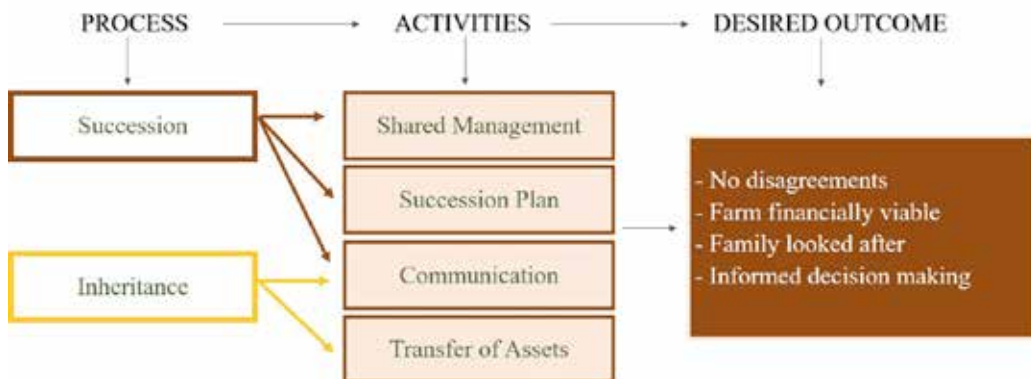 PROCESS
ACTIVITIES
DESIRED OUTCOME
Succession
Inheritance
Shared Management
Succession Plan
Communication
Transfer of Assets
- No disagreements
- Farm financially viable
- Family looked after
- Informed decision making